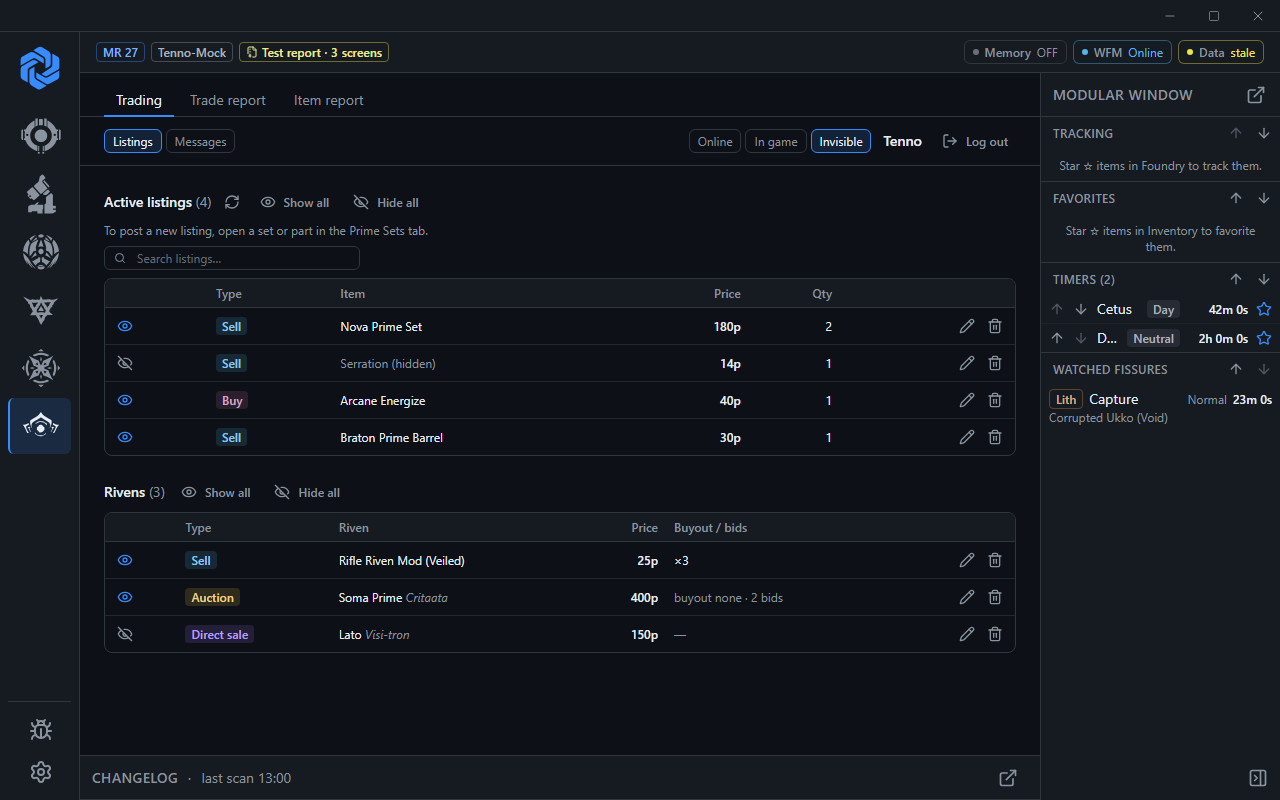 MR 27 Tenno-Mock Test report · 3 screens Memory OFF WFM Online Data stale
Trading Trade report Item report
Listings Messages Online In game Invisible Tenno Log out
Active listings (4) Show all Hide all
To post a new listing, open a set or part in the Prime Sets tab.
Search listings...
Type Item Price Qty
Sell Nova Prime Set 180p 2
Sell Serration (hidden) 14p 1
Buy Arcane Energize 40p 1
Sell Braton Prime Barrel 30p 1
Rivens (3) Show all Hide all
Type Riven Price Buyout / bids
Sell Rifle Riven Mod (Veiled) 25p ×3
Auction Soma Prime Critaata 400p buyout none · 2 bids
Direct sale Lato Visi-tron 150p —
CHANGELOG · last scan 13:00
MODULAR WINDOW
TRACKING
Star ☆ items in Foundry to track them.
FAVORITES
Star ☆ items in Inventory to favorite
them.
TIMERS (2)
Cetus Day 42m 0s
D... Neutral 2h 0m 0s
WATCHED FISSURES
Lith Capture Normal 23m 0s
Corrupted Ukko (Void)